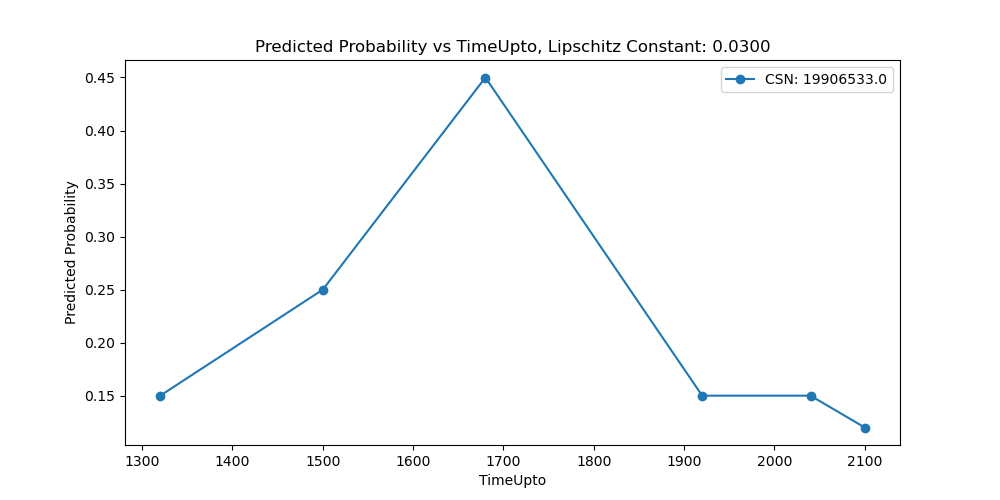 Predicted Probability vs TimeUpto, Lipschitz Constant: 0.0300
CSN: 19906533.0
Predicted Probability
0.45
0.40
0.35
0.30
0.25
0.20
0.15
1300 1400 1500 1600 1700 1800 1900 2000 2100
TimeUpto